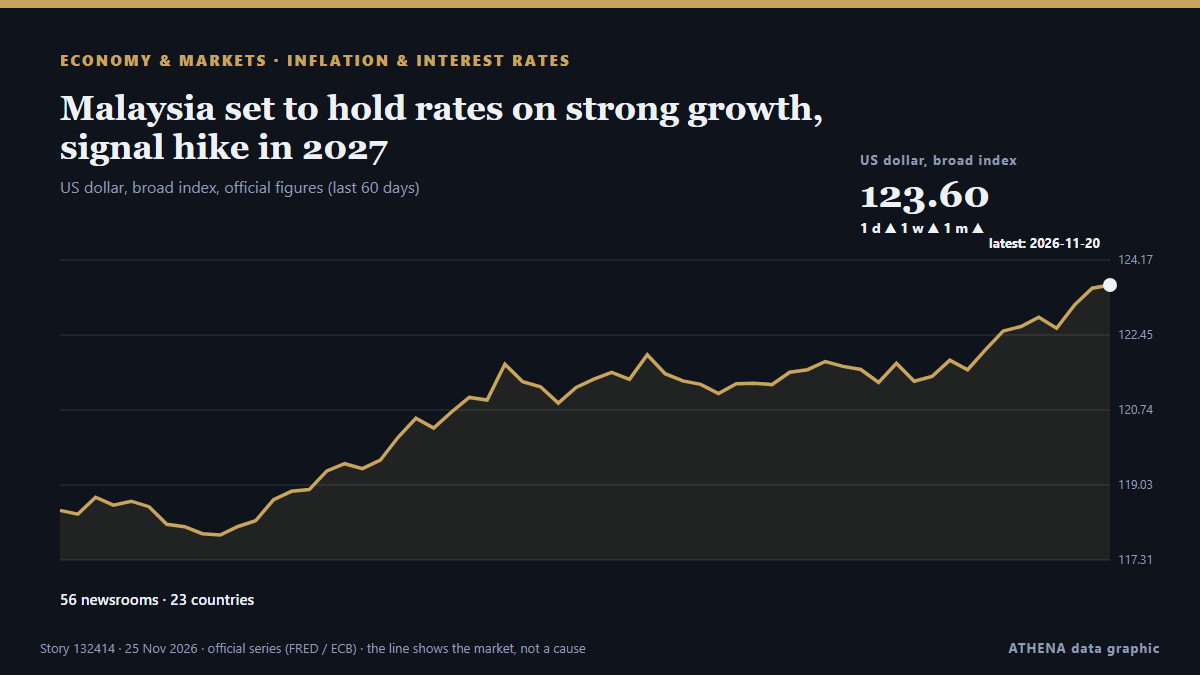 ECONOMY & MARKETS · INFLATION & INTEREST RATES
Malaysia set to hold rates on strong growth,
signal hike in 2027
US dollar, broad index, official figures (last 60 days)
US dollar, broad index
123.60
1 d ▲ 1 w ▲ 1 m ▲
latest: 2026-11-20
124.17
122.45
120.74
119.03
117.31
56 newsrooms · 23 countries
Story 132414 · 25 Nov 2026 · official series (FRED / ECB) · the line shows the market, not a cause
ATHENA data graphic